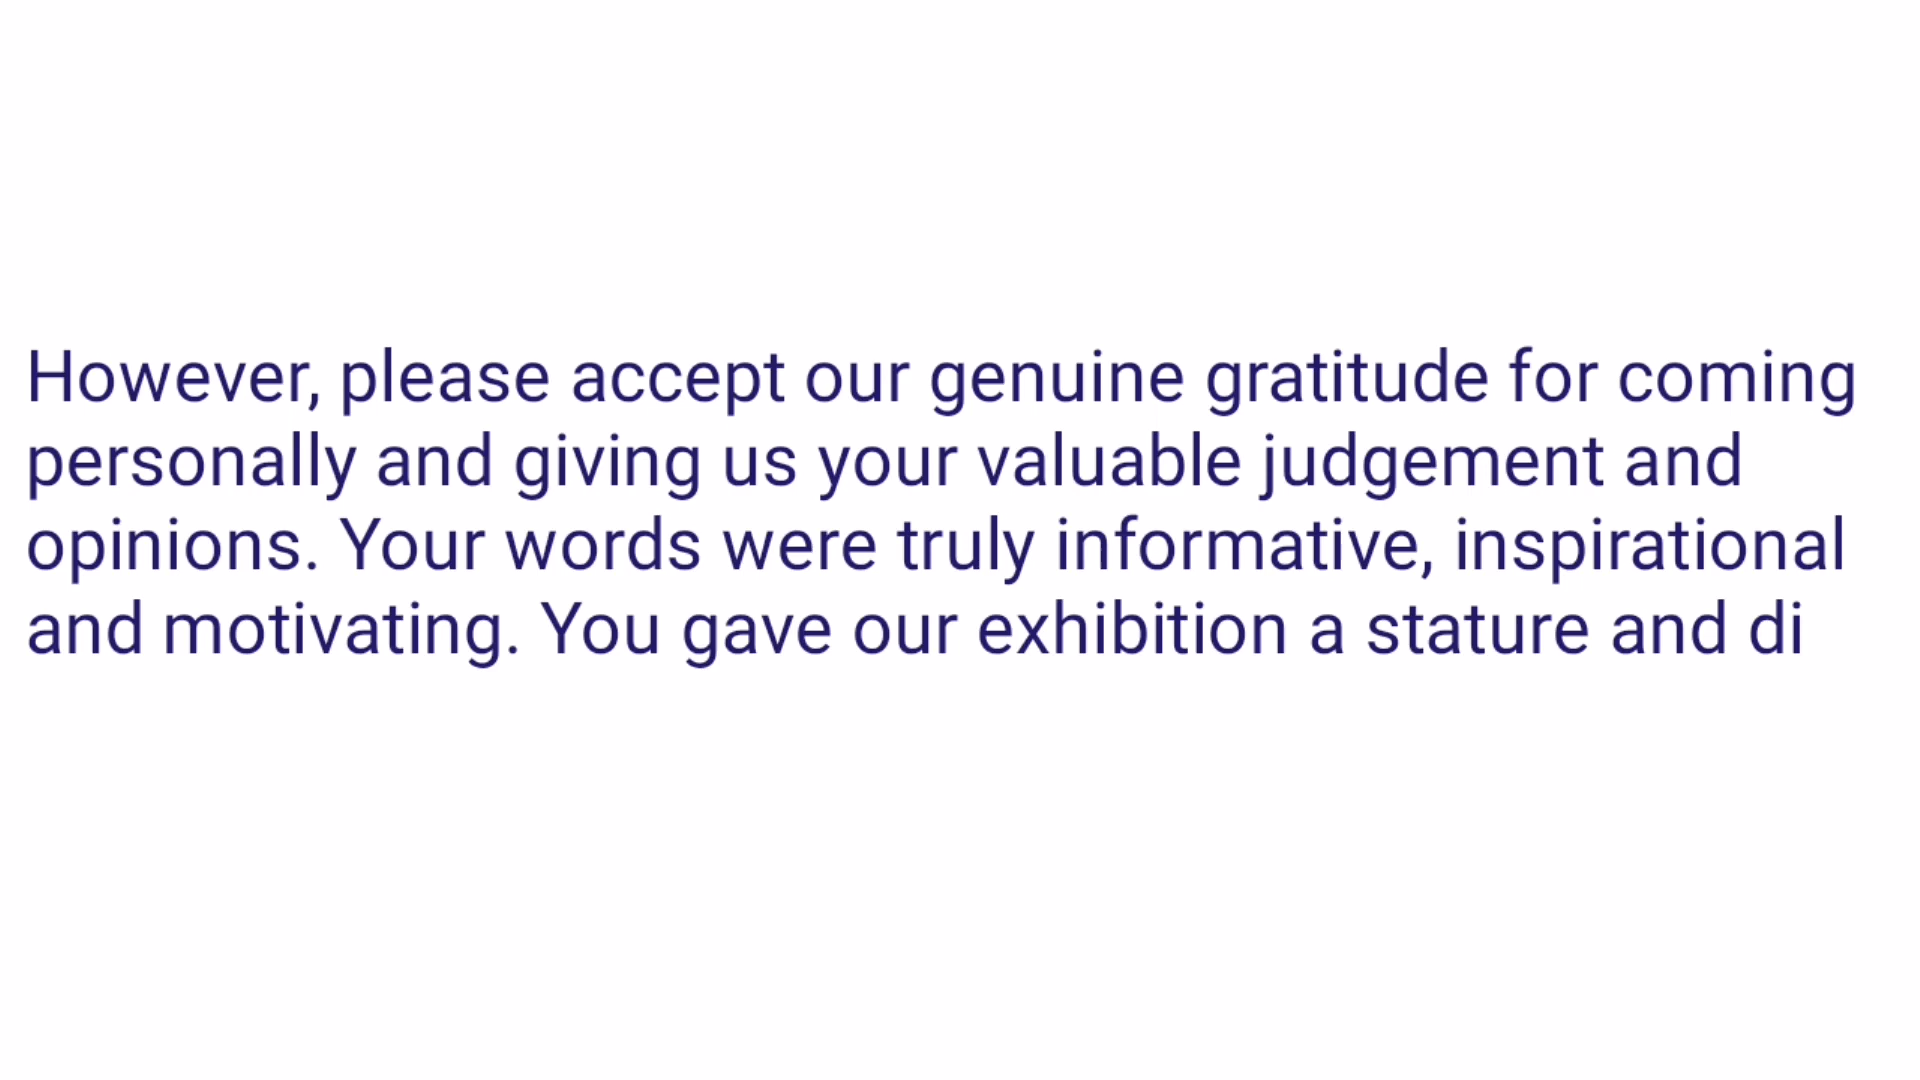 However, please accept our genuine gratitude for coming
personally and giving us your valuable judgement and
opinions. Your words were truly informative, inspirational
and motivating. You gave our exhibition a stature and di